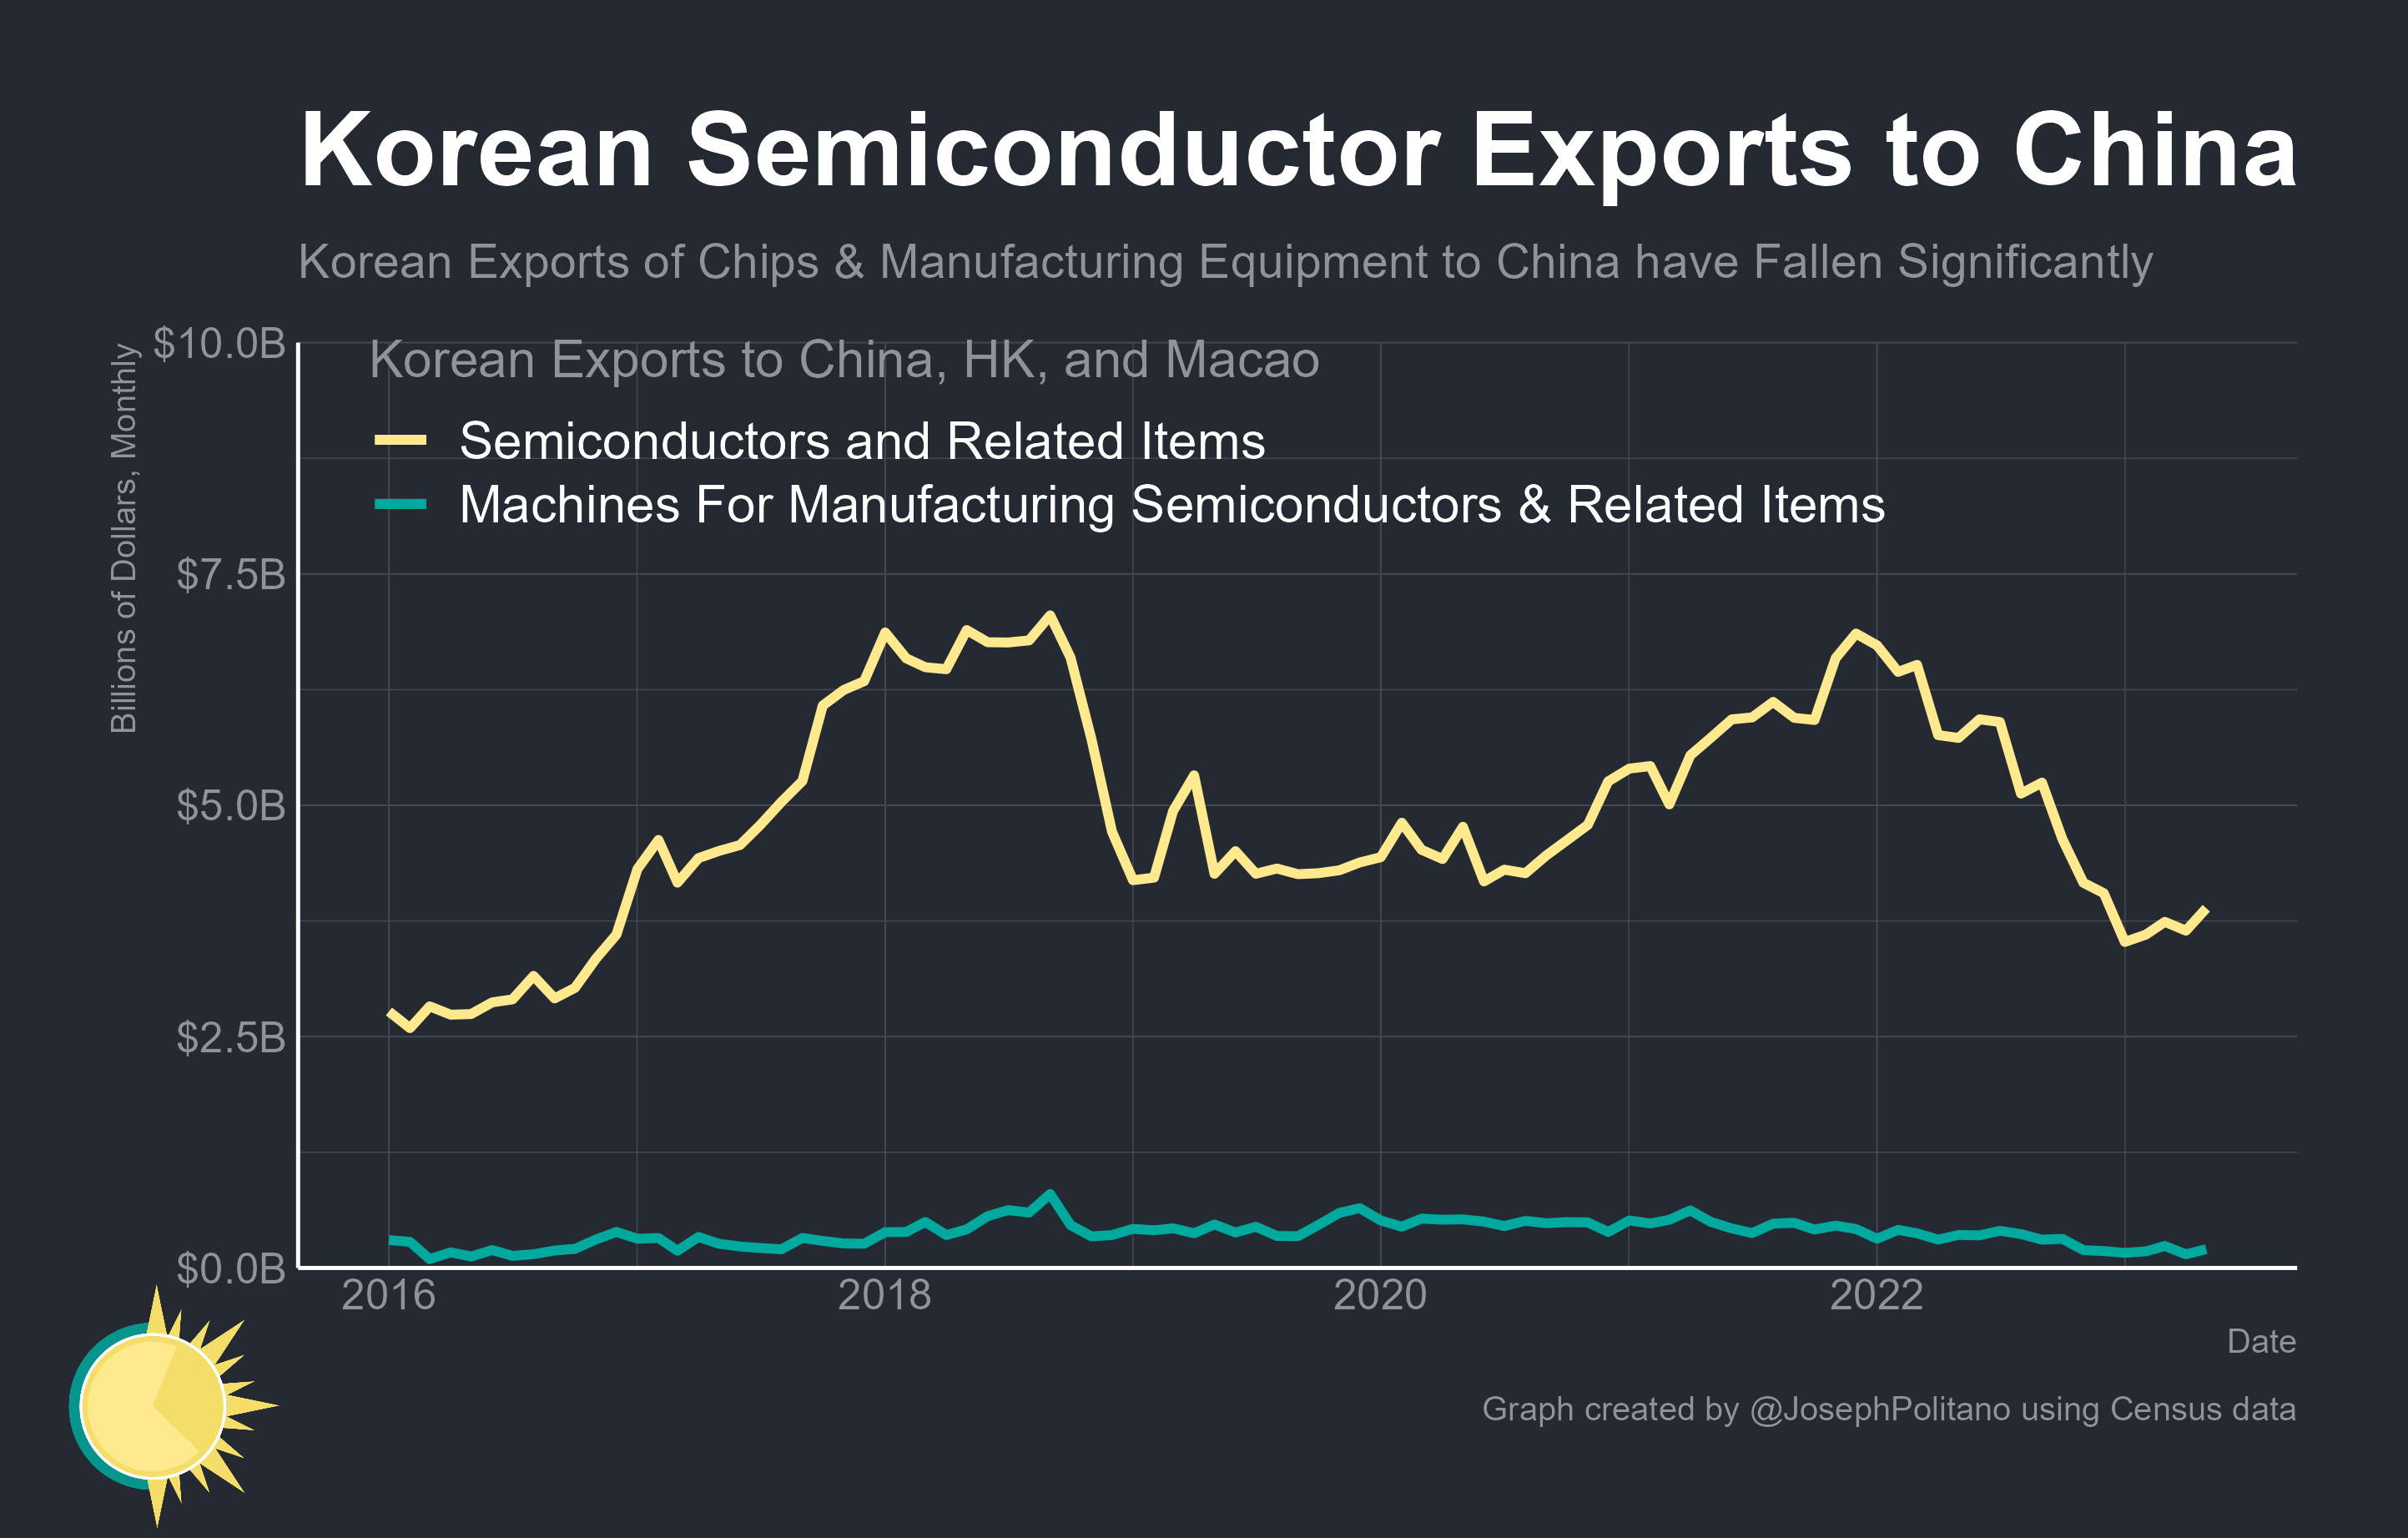 Korean Semiconductor Exports to China
Korean Exports of Chips & Manufacturing Equipment to China have Fallen Significantly
Billions of Dollars, Monthly
$10.0B
$7.5B
$5.0B
$2.5B
$0.0B
Korean Exports to China, HK, and Macao
Semiconductors and Related Items
Machines For Manufacturing Semiconductors & Related Items
2016
2018
2020
2022
Date
Graph created by @JosephPolitano using Census data